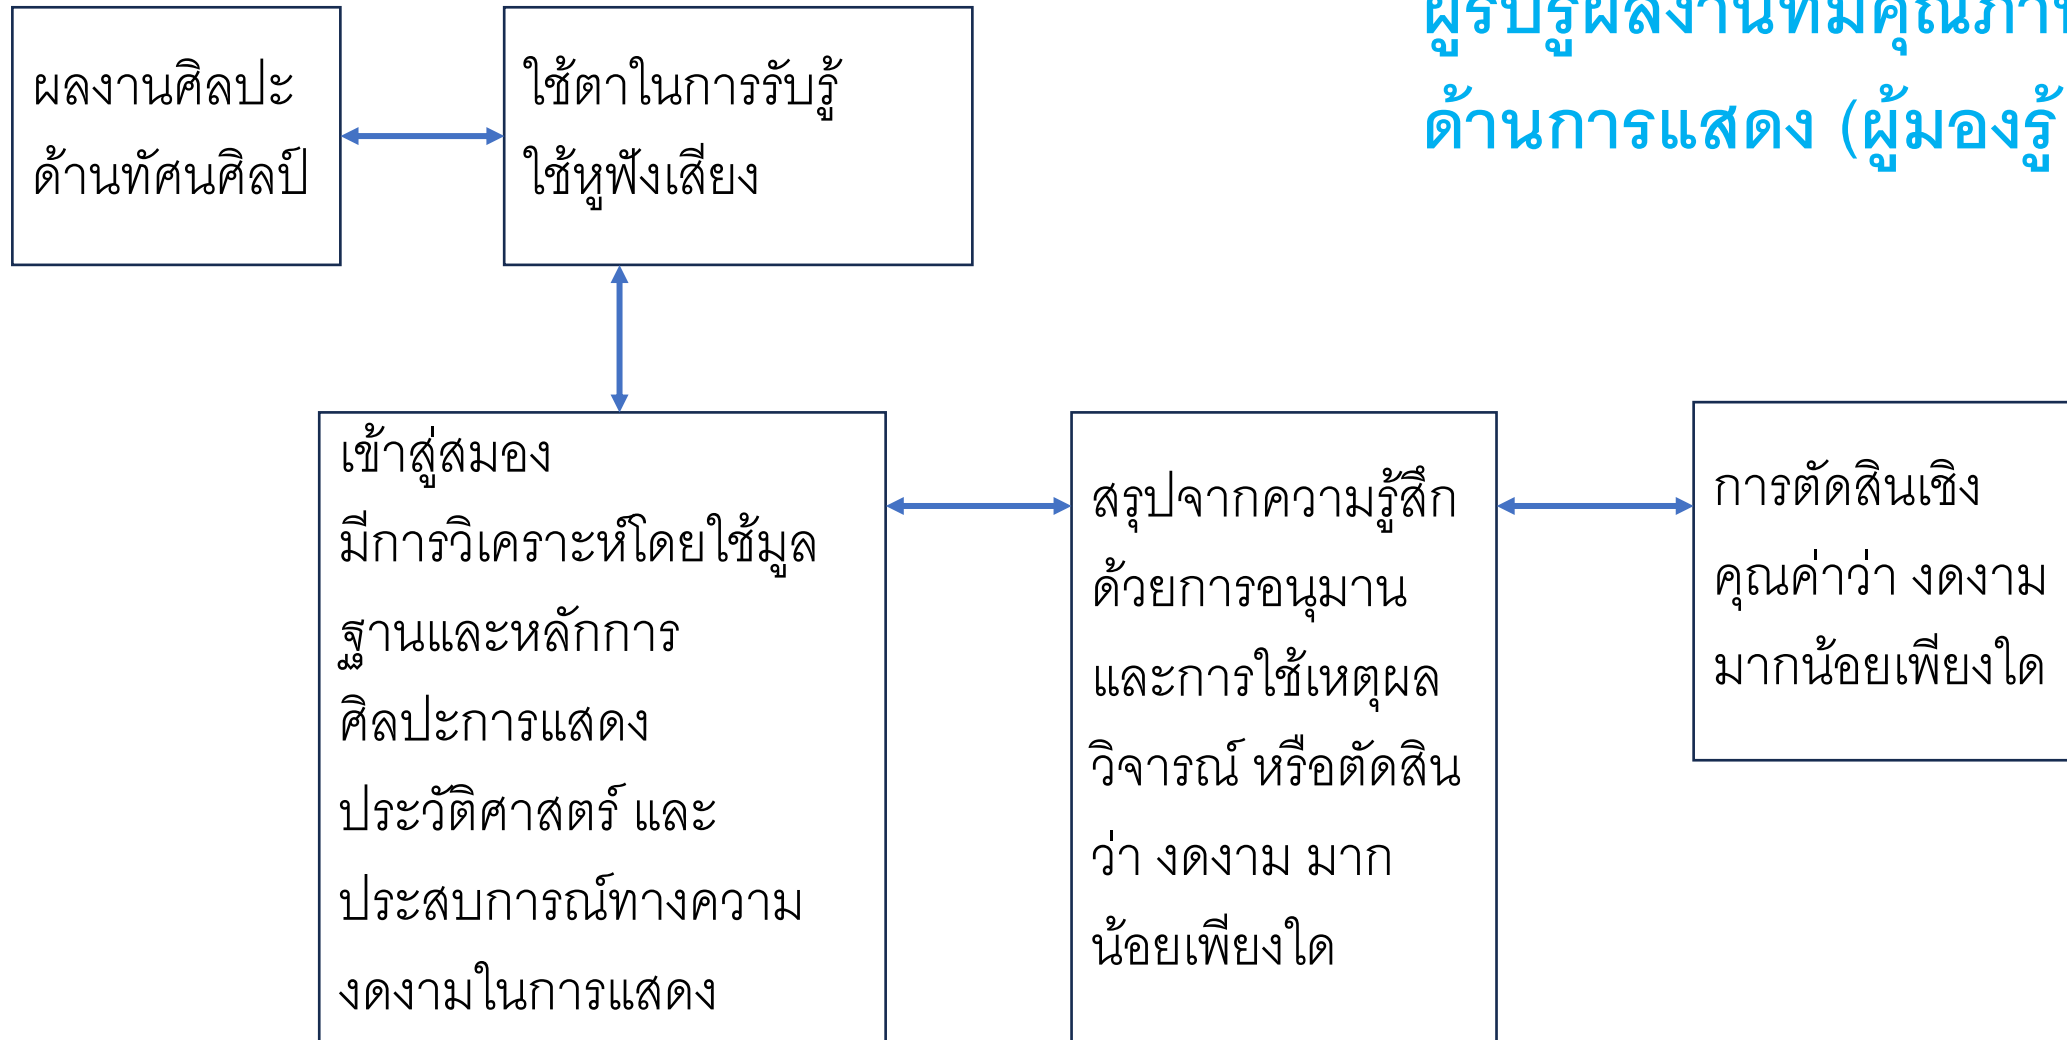 ผลงานศิลปะ
ด้านทัศนศิลป์
ใช้ตาในการรับรู้
ใช้หูฟังเสียง
ด้านการแสดง (ผู้มองรู้
เข้าสู่สมอง
มีการวิเคราะห์โดยใช้มูล
ฐานและหลักการ
ศิลปะการแสดง
ประวัติศาสตร์ และ
ประสบการณ์ทางความ
งดงามในการแสดง
สรุปจากความรู้สึก
ด้วยการอนุมาน
และการใช้เหตุผล
วิจารณ์ หรือตัดสิน
ว่า งดงาม มาก
น้อยเพียงใด
การตัดสินเชิง
คุณค่าว่า งดงาม
มากน้อยเพียงใด